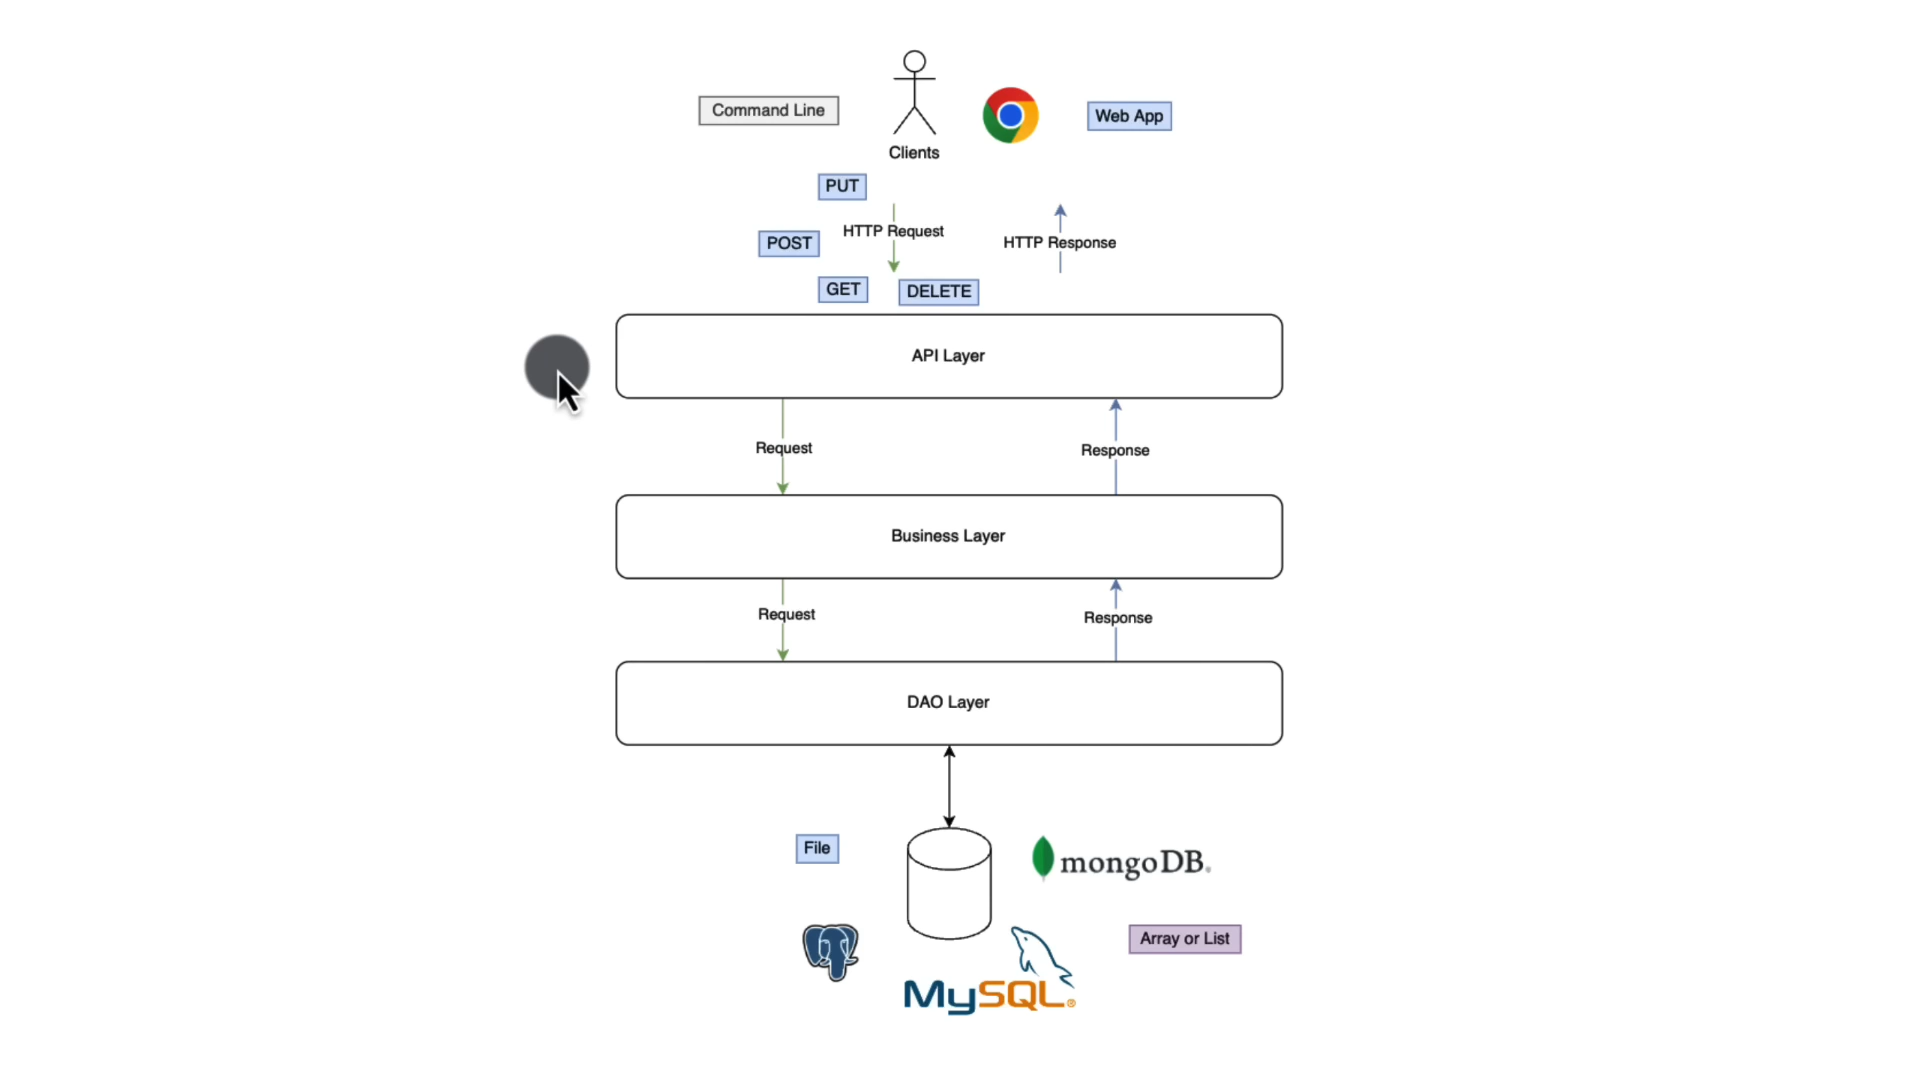 Command Line
Web App
Clients
PUT
HTTP Request
POST
HTTP Response
GET
DELETE
API Layer
Request
Response
Business Layer
Request
Response
DAO Layer
File
mongoDB®
Array or List
MySQL®